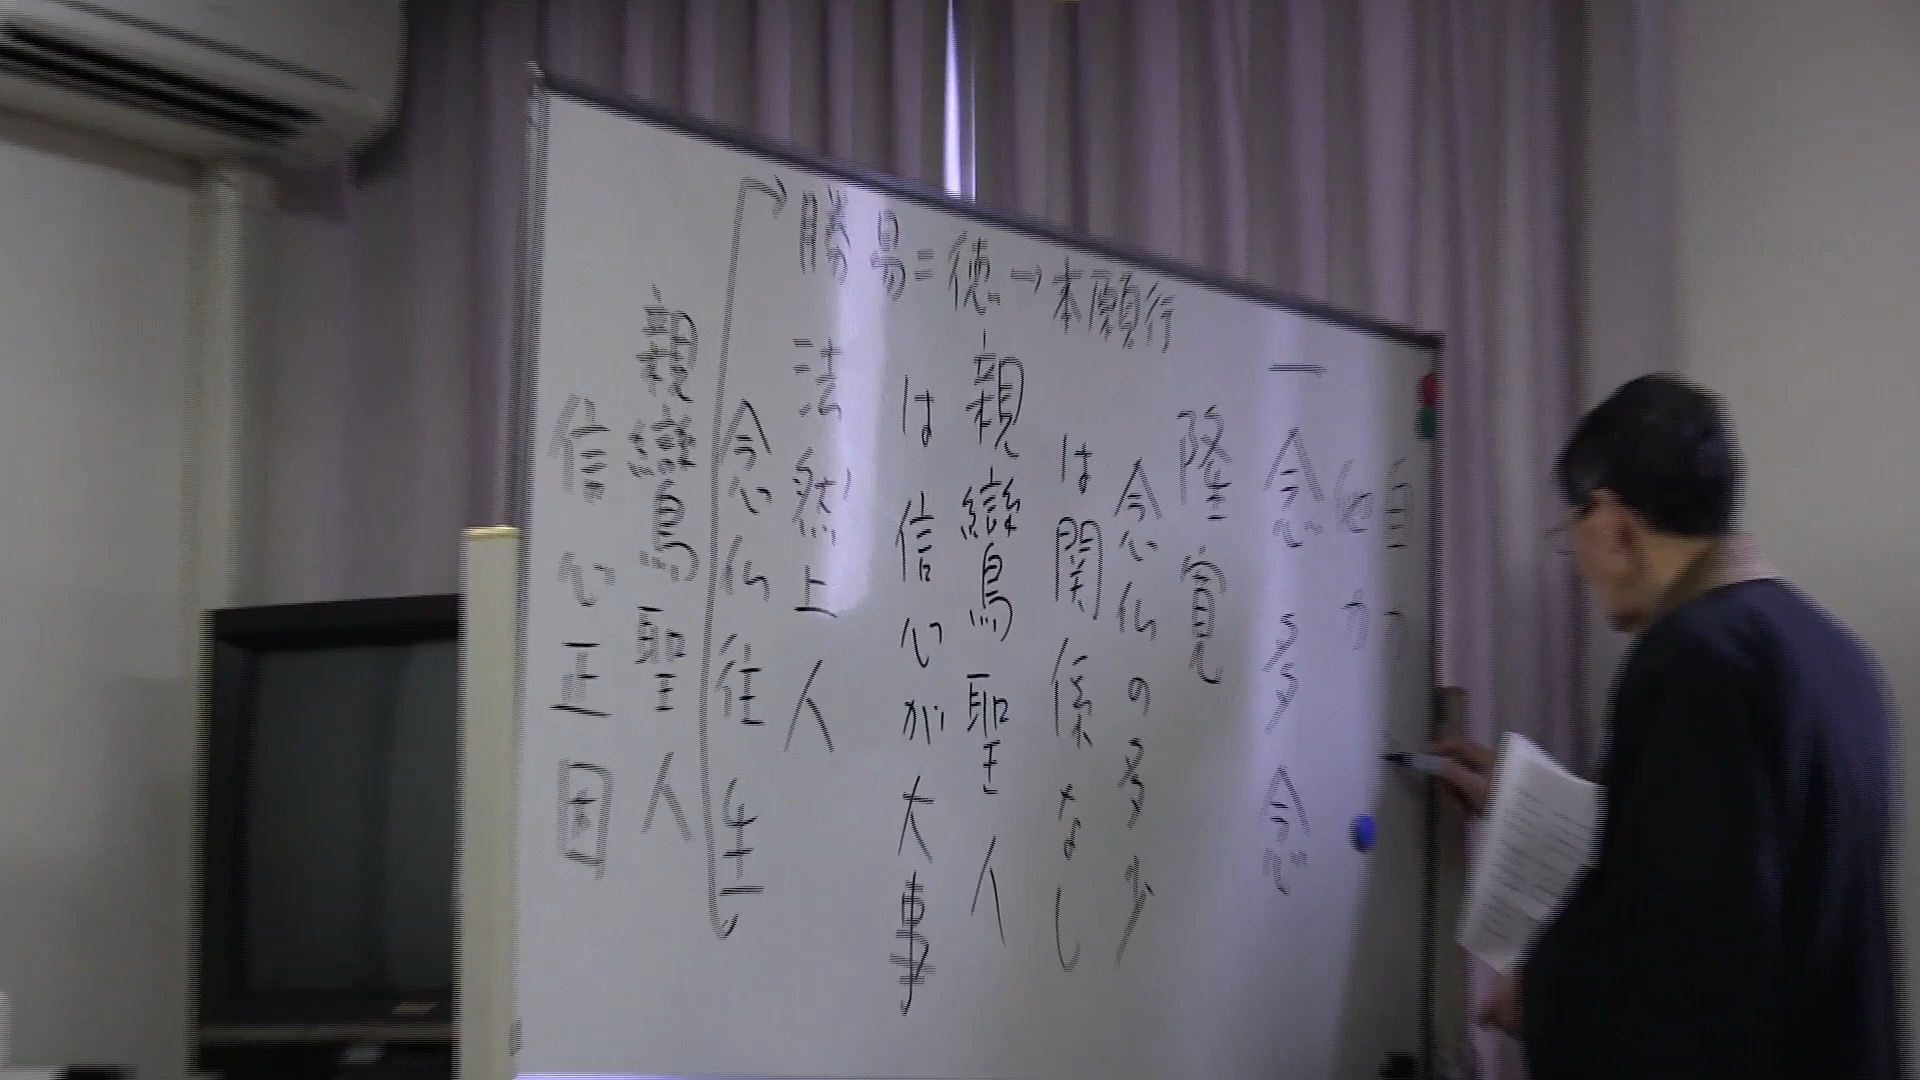 自力
他力
一念多念
隆寛
念仏の多少
は関係なし
親鸞聖人
は信心が大事
勝易=徳→本願行
法然上人
念仏往生
親鸞聖人
信心正因